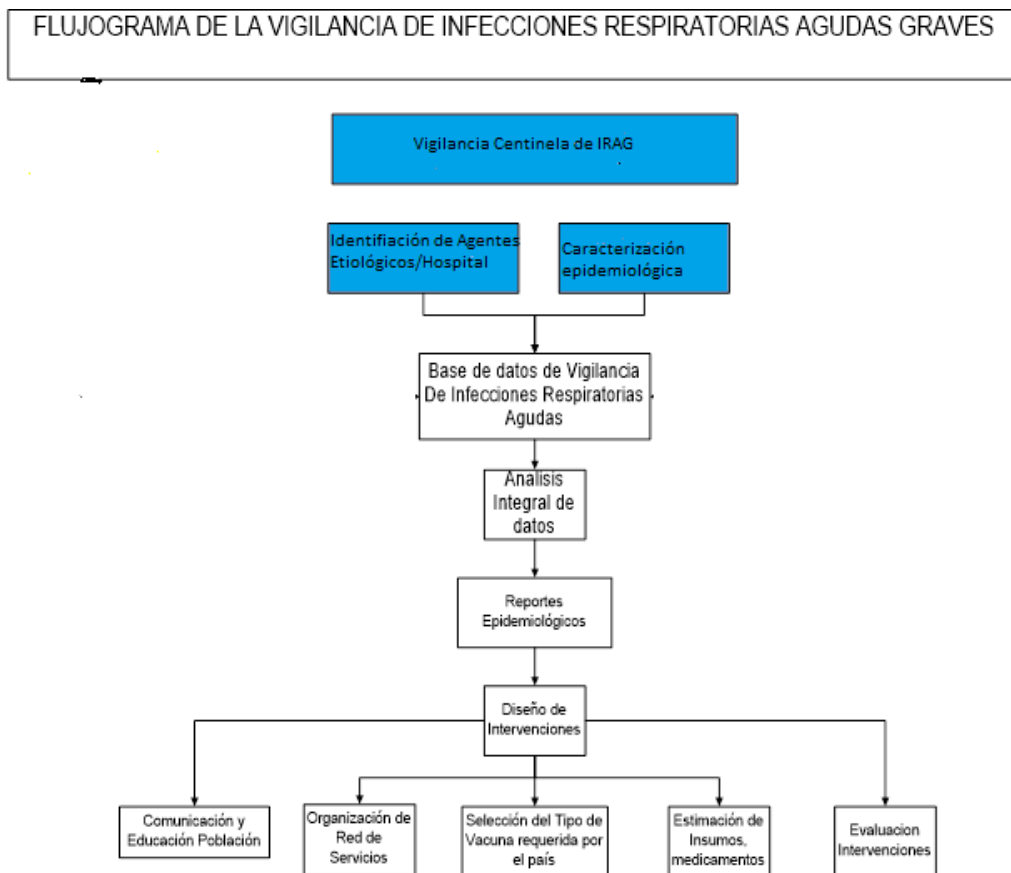 FLUJOGRAMA DE LA VIGILANCIA DE INFECCIONES RESPIRATORIAS AGUDAS GRAVES
Vigilancia Centinela de IRAG
Identifiación de Agentes
Etiológicos/Hospital
Caracterización
epidemiológica
Base de datos de Vigilancia
De Infecciones Respiratorias
Agudas
Analisis
Integral de
datos
Reportes
Epidemiológicos
Diseño de
Intervenciones
Comunicación y
Educación Población
Organización de
Red de
Servicios
Selección del Tipo de
Vacuna requerida por
el país
Estimación de
Insumos,
medicamentos
Evaluacion
Intervenciones